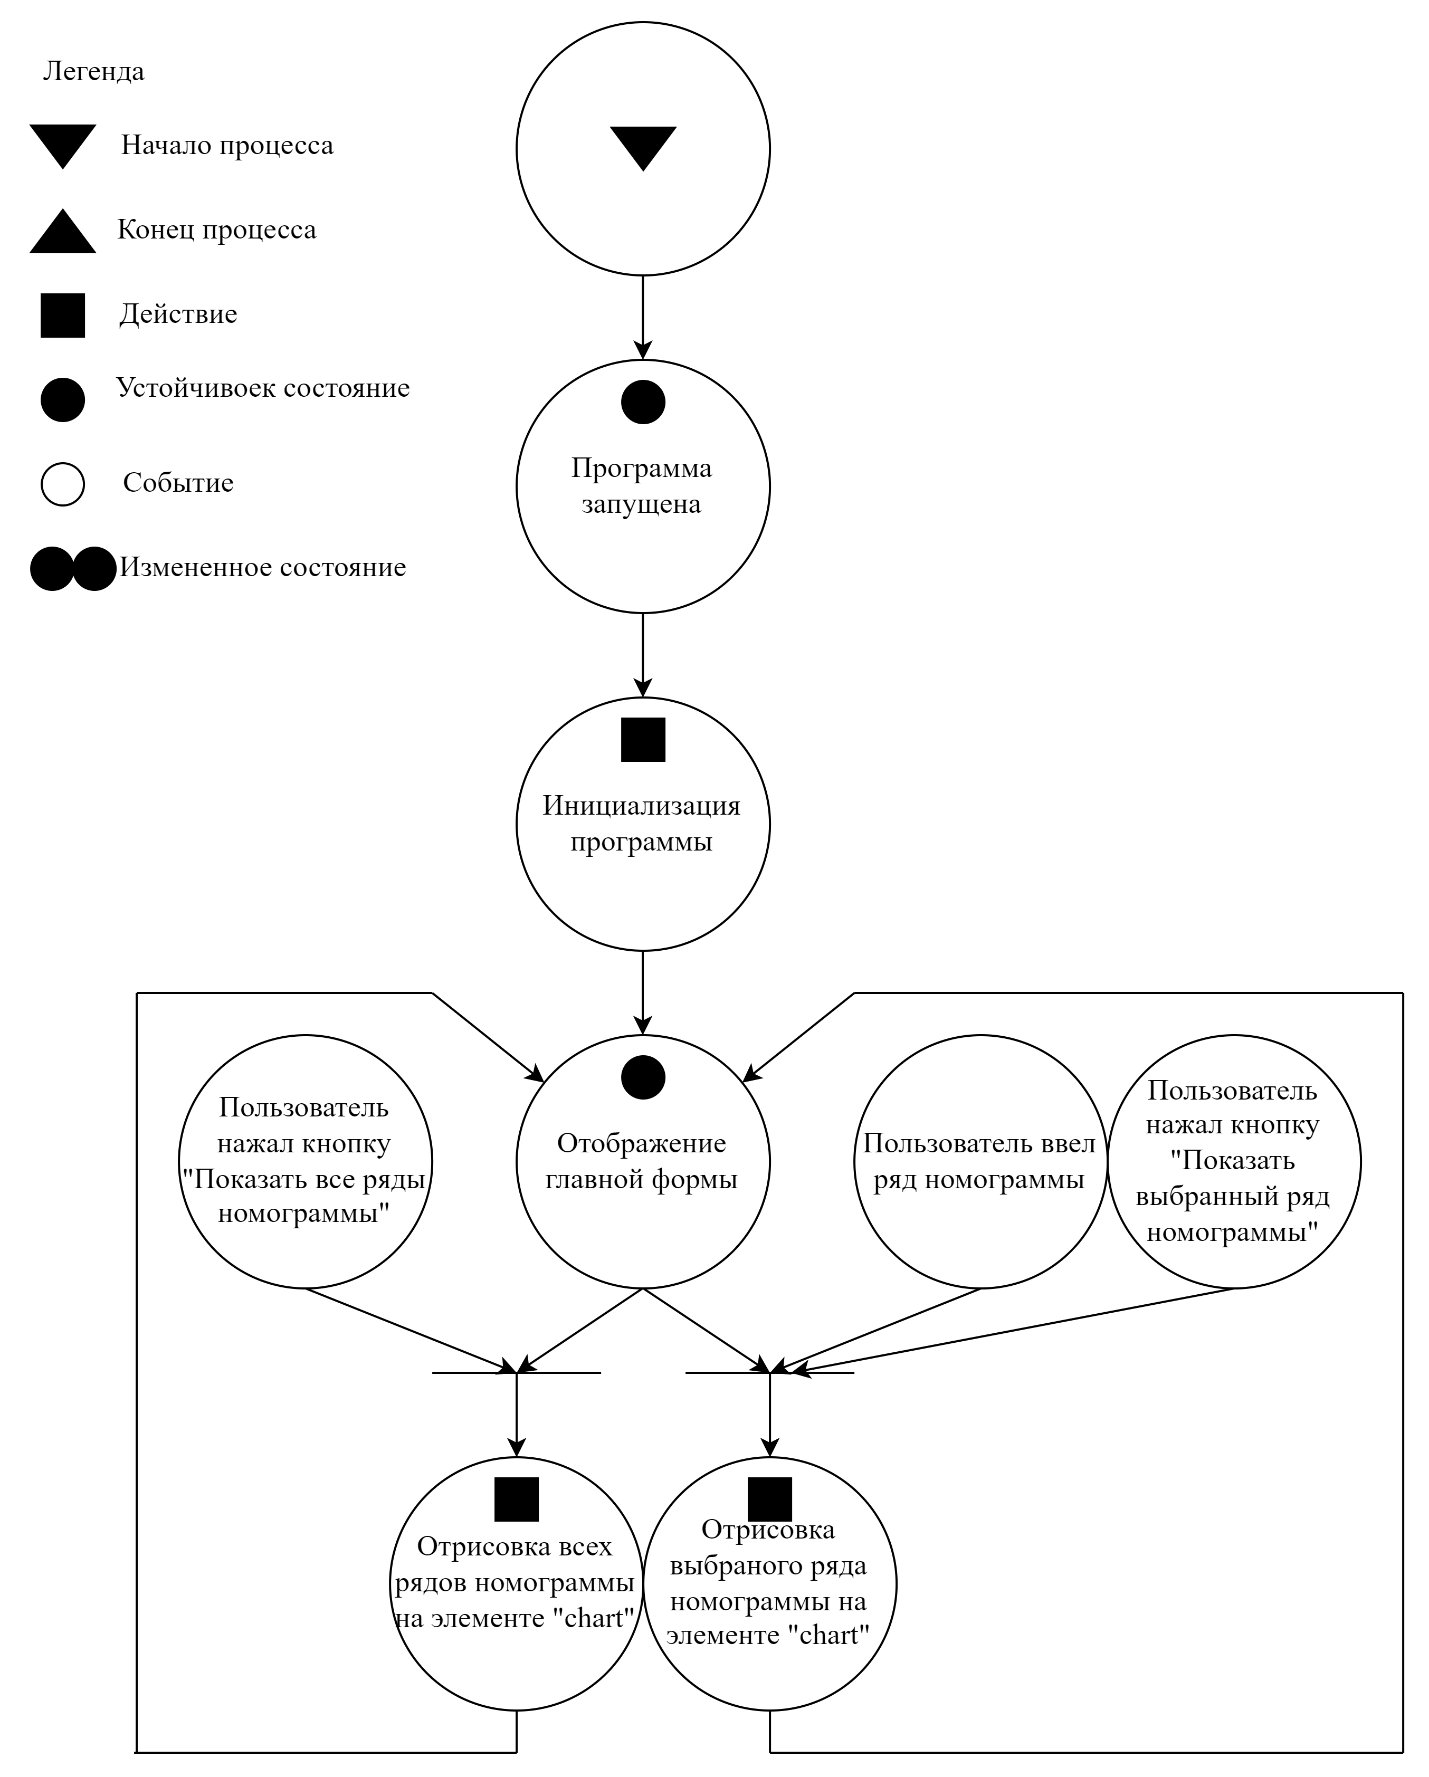 Легенда
Начало процесса
Конец процесса
Действие
Устойчивоек состояние
Событие
Измененное состояние
Программа
запущена
Инициализация
программы
Пользователь
нажал кнопку
"Показать все ряды
номограммы"
Отображение
главной формы
Пользователь ввел
ряд номограммы
Пользователь
нажал кнопку
"Показать
выбранный ряд
номограммы"
Отрисовка всех
рядов номограммы
на элементе "chart"
Отрисовка
выбраного ряда
номограммы на
элементе "chart"